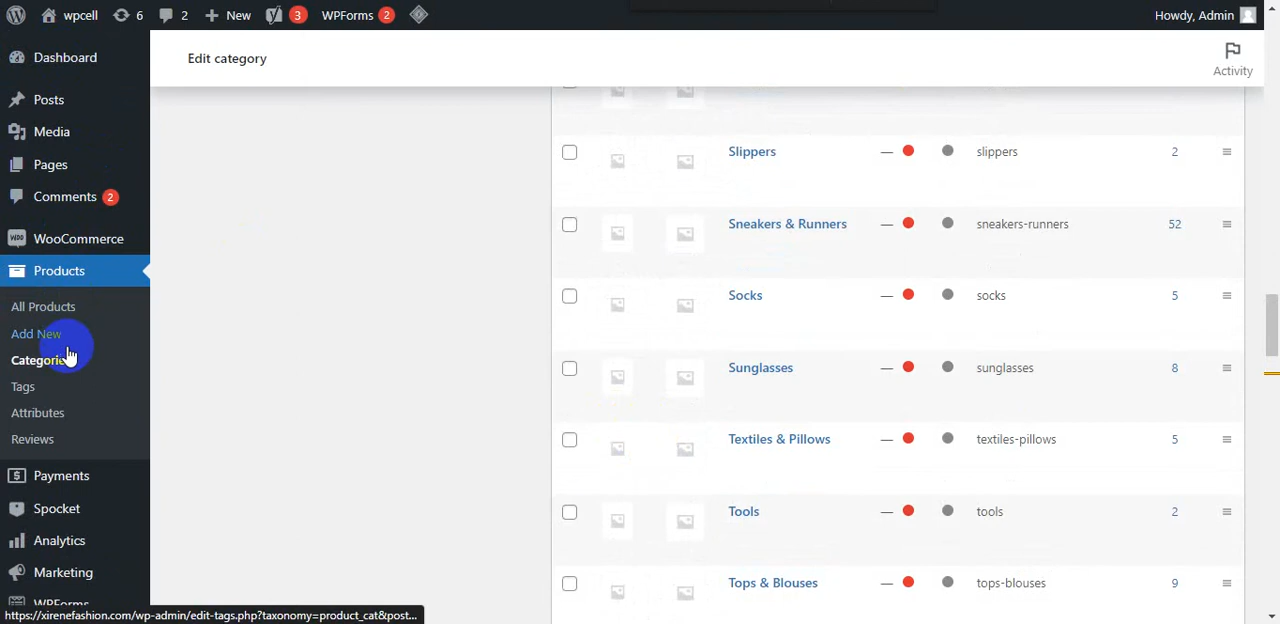 wpcell 6 2 New 3 WPForms 2 Howdy, Admin
Dashboard
Edit category
Activity
Posts
Media
Pages
Comments 2
WooCommerce
Products
All Products
Add New
Categorie
Tags
Attributes
Reviews
Payments
Spocket
Analytics
Marketing
WPForms
Slippers — slippers 2
Sneakers & Runners — sneakers-runners 52
Socks — socks 5
Sunglasses — sunglasses 8
Textiles & Pillows — textiles-pillows 5
Tools — tools 2
Tops & Blouses — tops-blouses 9
https://xirenefashion.com/wp-admin/edit-tags.php?taxonomy=product_cat&post...